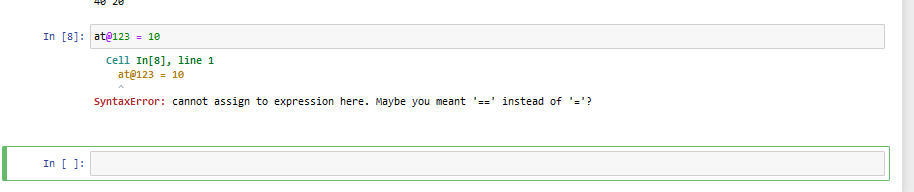 40 20
In [8]: at@123 = 10
Cell In[8], line 1
at@123 = 10
^
SyntaxError: cannot assign to expression here. Maybe you meant '==' instead of '='?
In [ ]: